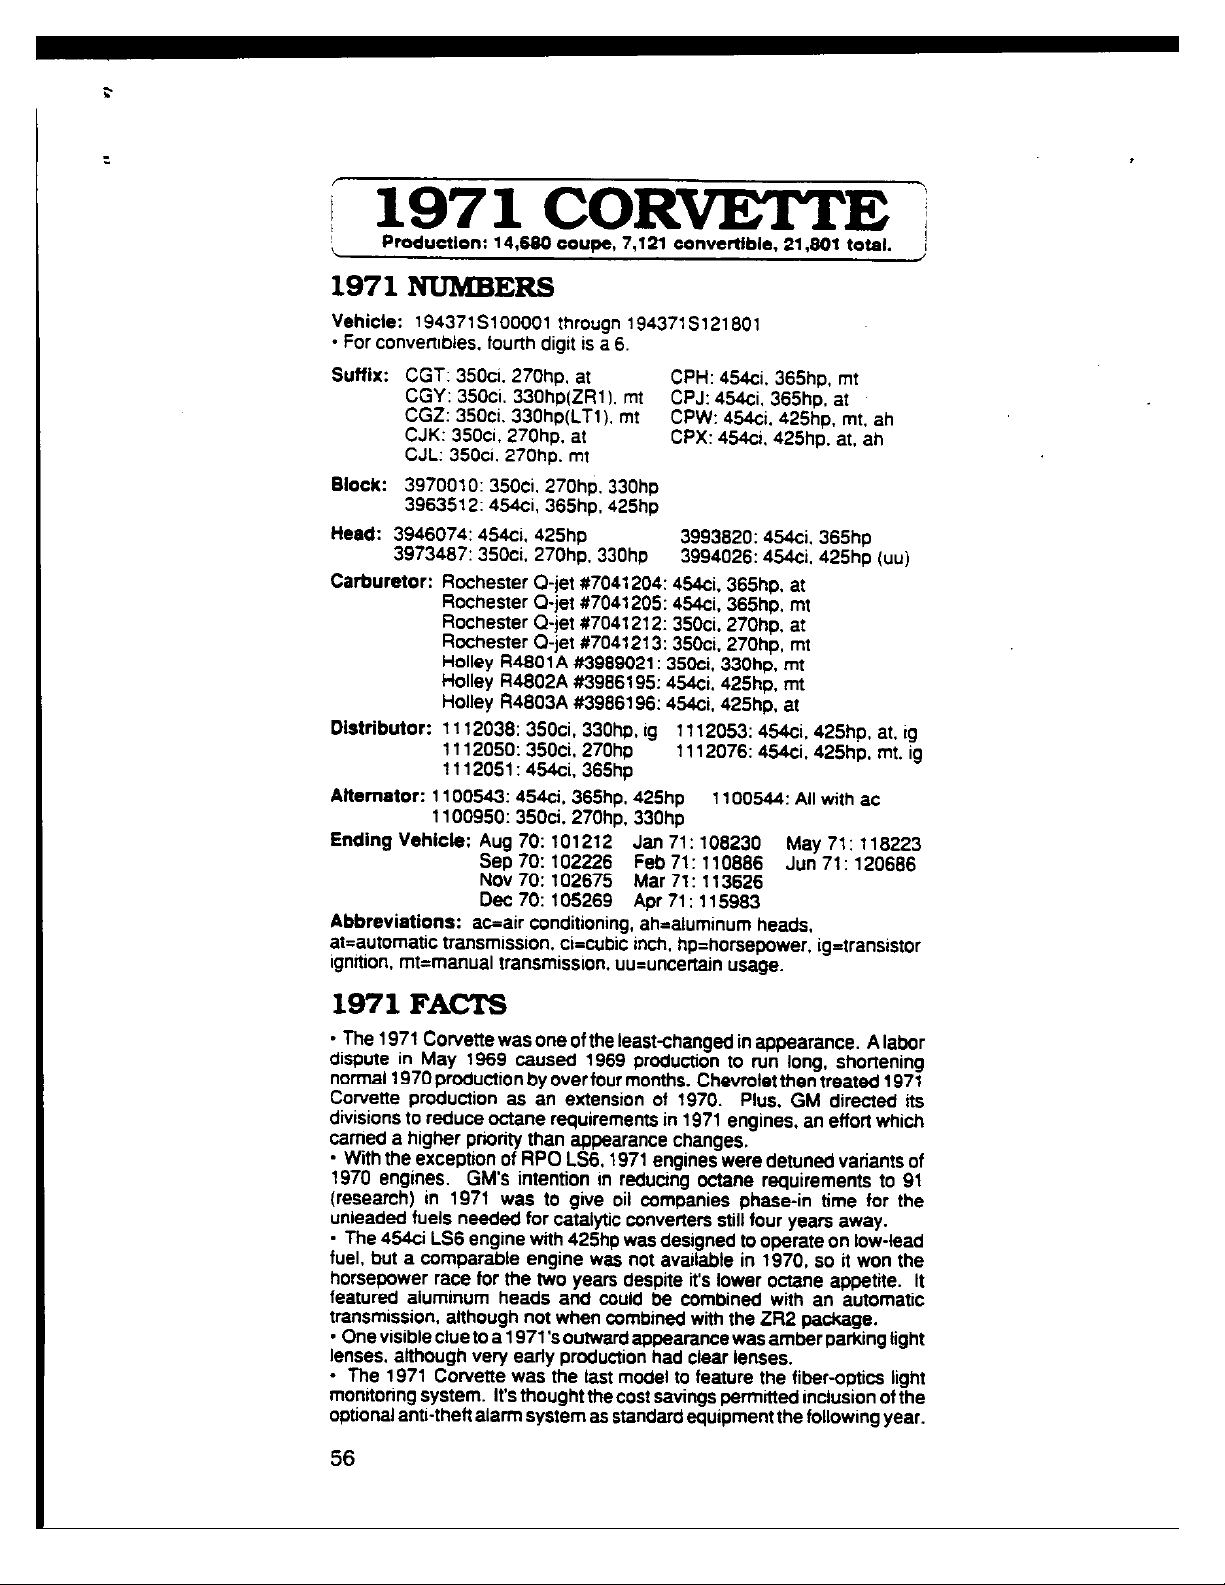 1971 CORVETTE
Production: 14,680 coupe, 7,121 convertible, 21,801 total.
1971 NUMBERS
Vehicle: 194371S100001 through 194371S121801
• For convertibles, fourth digit is a 6.
Suffix: CGT: 350ci, 270hp, at CPH: 454ci, 365hp, mt
CGY: 350ci, 330hp(ZR1), mt CPJ: 454ci, 365hp, at
CGZ: 350ci, 330hp(LT1), mt CPW: 454ci, 425hp, mt, ah
CJK: 350ci, 270hp, at CPX: 454ci, 425hp, at, ah
CJL: 350ci, 270hp, mt
Block: 3970010: 350ci, 270hp, 330hp
3963512: 454ci, 365hp, 425hp
Head: 3946074: 454ci, 425hp 3993820: 454ci, 365hp
3973487: 350ci, 270hp, 330hp 3994026: 454ci, 425hp (uu)
Carburetor: Rochester Q-jet #7041204: 454ci, 365hp, at
Rochester Q-jet #7041205: 454ci, 365hp, mt
Rochester Q-jet #7041212: 350ci, 270hp, at
Rochester Q-jet #7041213: 350ci, 270hp, mt
Holley R4801A #3989021: 350ci, 330hp, mt
Holley R4802A #3986195: 454ci, 425hp, mt
Holley R4803A #3986196: 454ci, 425hp, at
Distributor: 1112038: 350ci, 330hp, ig 1112053: 454ci, 425hp, at, ig
1112050: 350ci, 270hp 1112076: 454ci, 425hp, mt, ig
1112051: 454ci, 365hp
Alternator: 1100543: 454ci, 365hp, 425hp 1100544: All with ac
1100950: 350ci, 270hp, 330hp
Ending Vehicle: Aug 70: 101212 Jan 71: 108230 May 71: 118223
Sep 70: 102226 Feb 71: 110886 Jun 71: 120686
Nov 70: 102675 Mar 71: 113626
Dec 70: 105269 Apr 71: 115983
Abbreviations: ac=air conditioning, ah=aluminum heads,
at=automatic transmission, ci=cubic inch, hp=horsepower, ig=transistor
ignition, mt=manual transmission, uu=uncertain usage.
1971 FACTS
• The 1971 Corvette was one of the least-changed in appearance. A labor
dispute in May 1969 caused 1969 production to run long, shortening
normal 1970 production by over four months. Chevrolet then treated 1971
Corvette production as an extension of 1970. Plus, GM directed its
divisions to reduce octane requirements in 1971 engines, an effort which
carried a higher priority than appearance changes.
• With the exception of RPO LS6, 1971 engines were detuned variants of
1970 engines. GM's intention in reducing octane requirements to 91
(research) in 1971 was to give oil companies phase-in time for the
unleaded fuels needed for catalytic converters still four years away.
• The 454ci LS6 engine with 425hp was designed to operate on low-lead
fuel, but a comparable engine was not available in 1970, so it won the
horsepower race for the two years despite it's lower octane appetite. It
featured aluminum heads and could be combined with an automatic
transmission, although not when combined with the ZR2 package.
• One visible clue to a 1971's outward appearance was amber parking light
lenses, although very early production had clear lenses.
• The 1971 Corvette was the last model to feature the fiber-optics light
monitoring system. It's thought the cost savings permitted inclusion of the
optional anti-theft alarm system as standard equipment the following year.
56